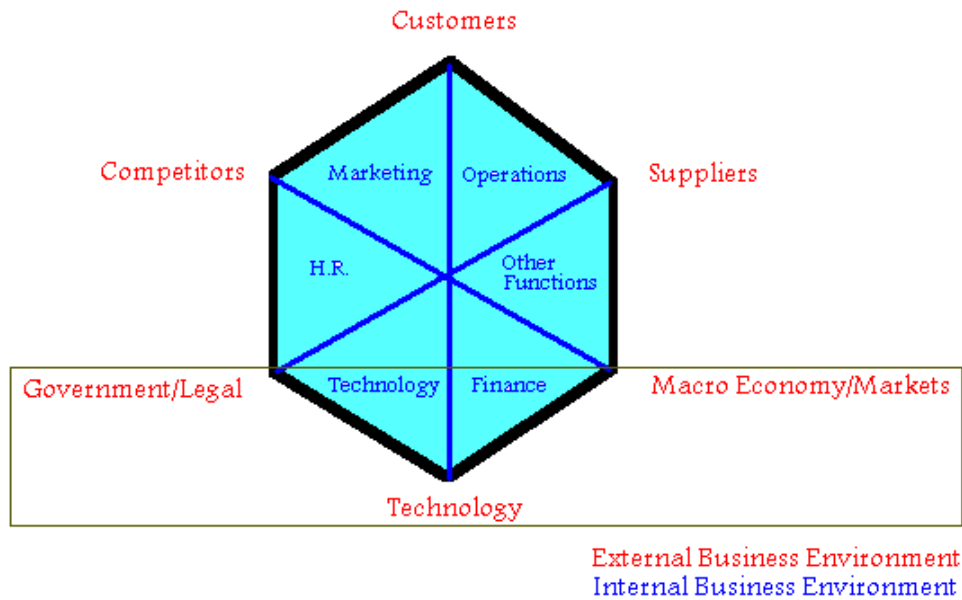 Customers
Competitors
Marketing
Operations
Suppliers
H.R.
Other
Functions
Government/Legal
Technology
Finance
Macro Economy/Markets
Technology
External Business Environment
Internal Business Environment